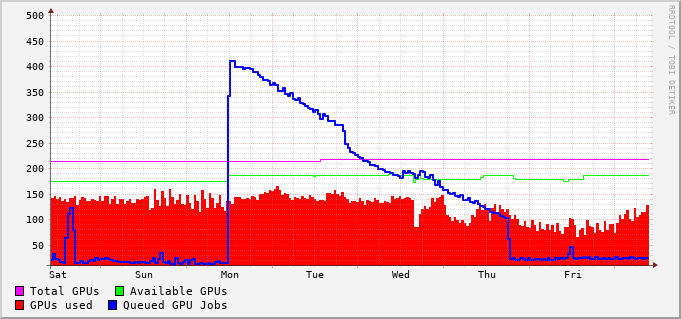 500
450
400
350
300
250
200
150
100
50
Sat Sun Mon Tue Wed Thu Fri
Total GPUs Available GPUs
GPUs used Queued GPU Jobs
RRDTOOL / TOBI OETIKER